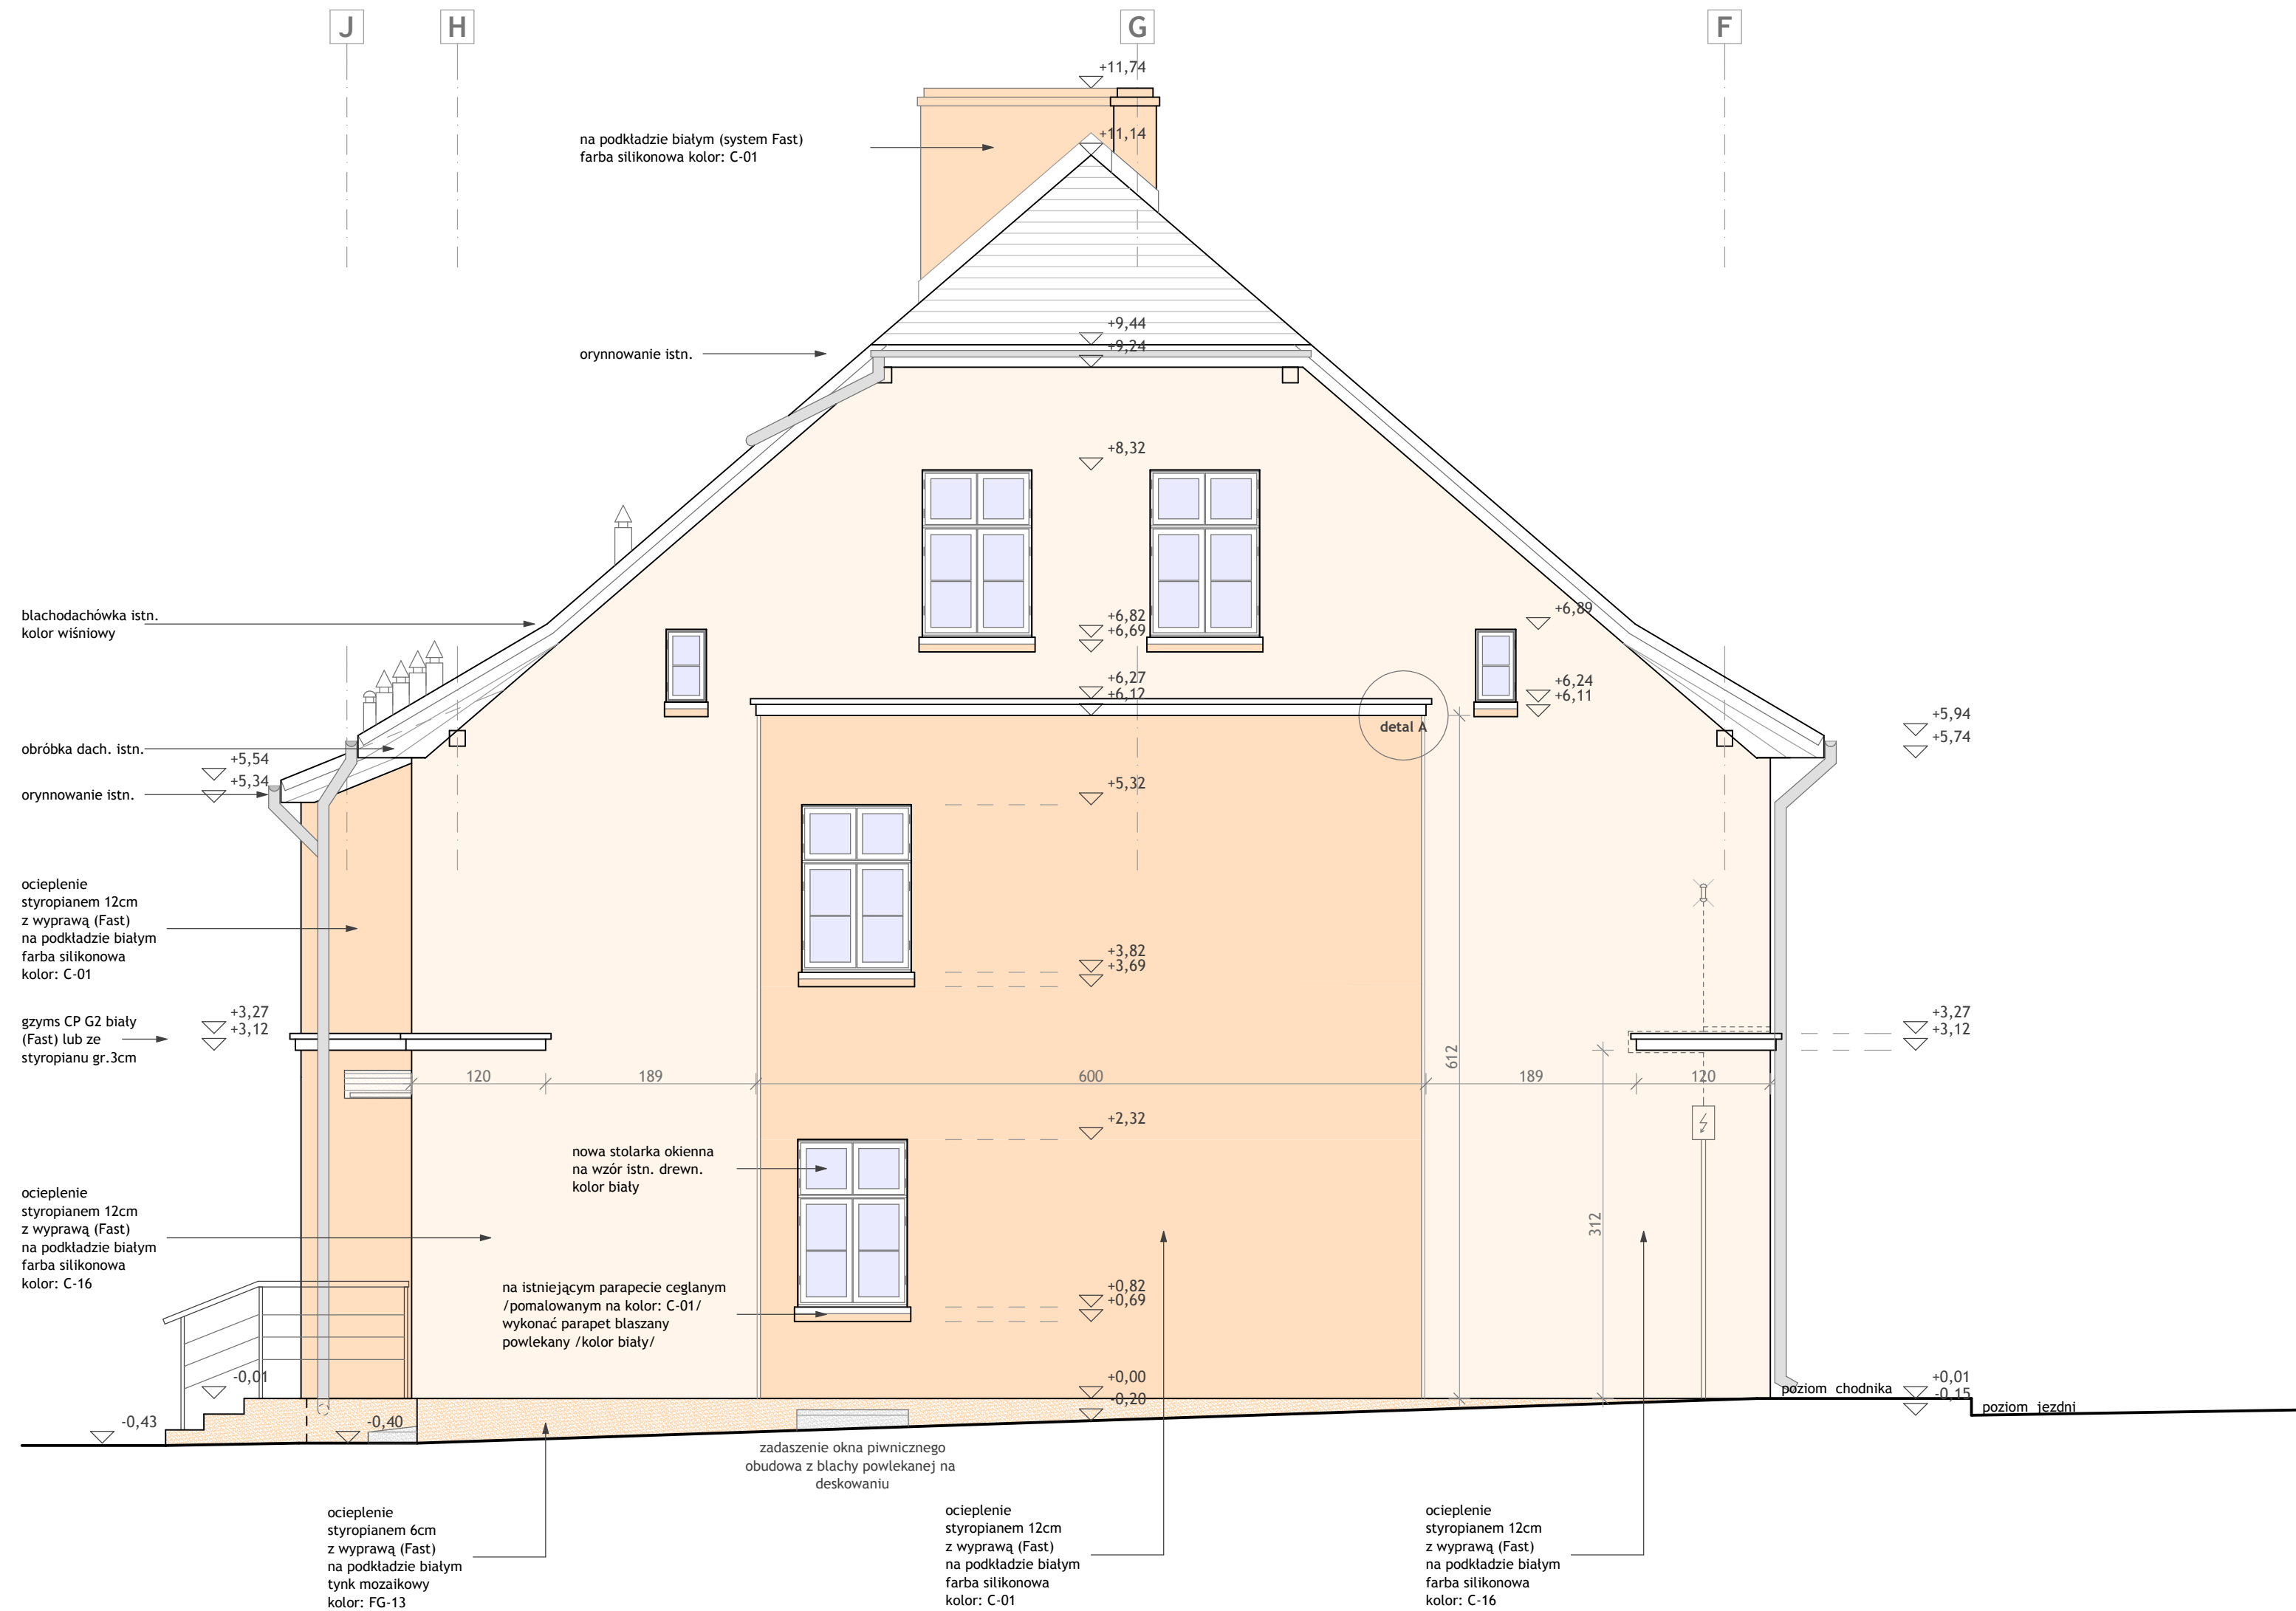 J H G F
+11,74
na podkładzie białym (system Fast)
farba silikonowa kolor: C-01
+11,14
+9,44
orynnowanie istn.
+9,24
+8,32
blachodachówka istn.
kolor wiśniowy
+6,82
+6,69
+6,89
+6,27
+6,12
+6,24
+6,11
detal A
obróbka dach. istn.
+5,54
+5,34
orynnowanie istn.
+5,94
+5,74
+5,32
ocieplenie
styropianem 12cm
z wyprawą (Fast)
na podkładzie białym
farba silikonowa
kolor: C-01
+3,82
+3,69
gzyms CP G2 biały
(Fast) lub ze
styropianu gr.3cm
+3,27
+3,12
+3,27
+3,12
120 189 600 189 120
612
312
+2,32
nowa stolarka okienna
na wzór istn. drewn.
kolor biały
ocieplenie
styropianem 12cm
z wyprawą (Fast)
na podkładzie białym
farba silikonowa
kolor: C-16
na istniejącym parapecie ceglanym
/pomalowanym na kolor: C-01/
wykonać parapet blaszany
powlekany /kolor biały/
+0,82
+0,69
-0,01
-0,43
-0,40
+0,00
-0,20
poziom chodnika
+0,01
-0,15
poziom jezdni
zadaszenie okna piwnicznego
obudowa z blachy powlekanej na
deskowaniu
ocieplenie
styropianem 6cm
z wyprawą (Fast)
na podkładzie białym
tynk mozaikowy
kolor: FG-13
ocieplenie
styropianem 12cm
z wyprawą (Fast)
na podkładzie białym
farba silikonowa
kolor: C-01
ocieplenie
styropianem 12cm
z wyprawą (Fast)
na podkładzie białym
farba silikonowa
kolor: C-16